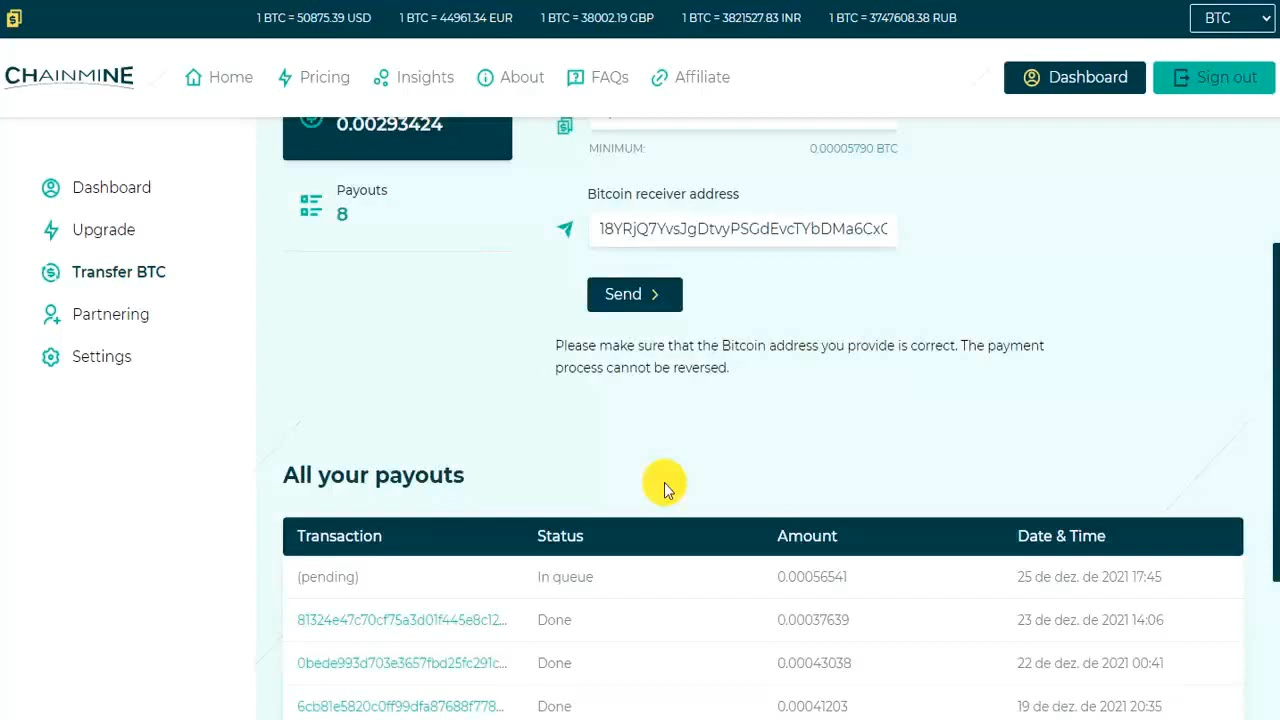 1 BTC = 50875.39 USD 1 BTC = 44961.34 EUR 1 BTC = 38002.19 GBP 1 BTC = 3821527.83 INR 1 BTC = 3747608.38 RUB BTC
CHAINMINE Home Pricing Insights About FAQs Affiliate Dashboard Sign out
0.00293424
MINIMUM: 0.00005790 BTC
Dashboard
Payouts
8
Bitcoin receiver address
Upgrade
18YRjQ7YvsJgDtvyPSGdEvcTYbDMa6Cx
Transfer BTC
Send
Partnering
Please make sure that the Bitcoin address you provide is correct. The payment
process cannot be reversed.
Settings
All your payouts
Transaction Status Amount Date & Time
(pending) In queue 0.00056541 25 de dez. de 2021 17:45
81324e47c70cf75a3d01f445e8c12... Done 0.00037639 23 de dez. de 2021 14:06
0bede993d703e3657fbd25fc291c... Done 0.00043038 22 de dez. de 2021 00:41
6cb81e5820c0ff99dfa87688f778... Done 0.00041203 19 de dez. de 2021 20:35